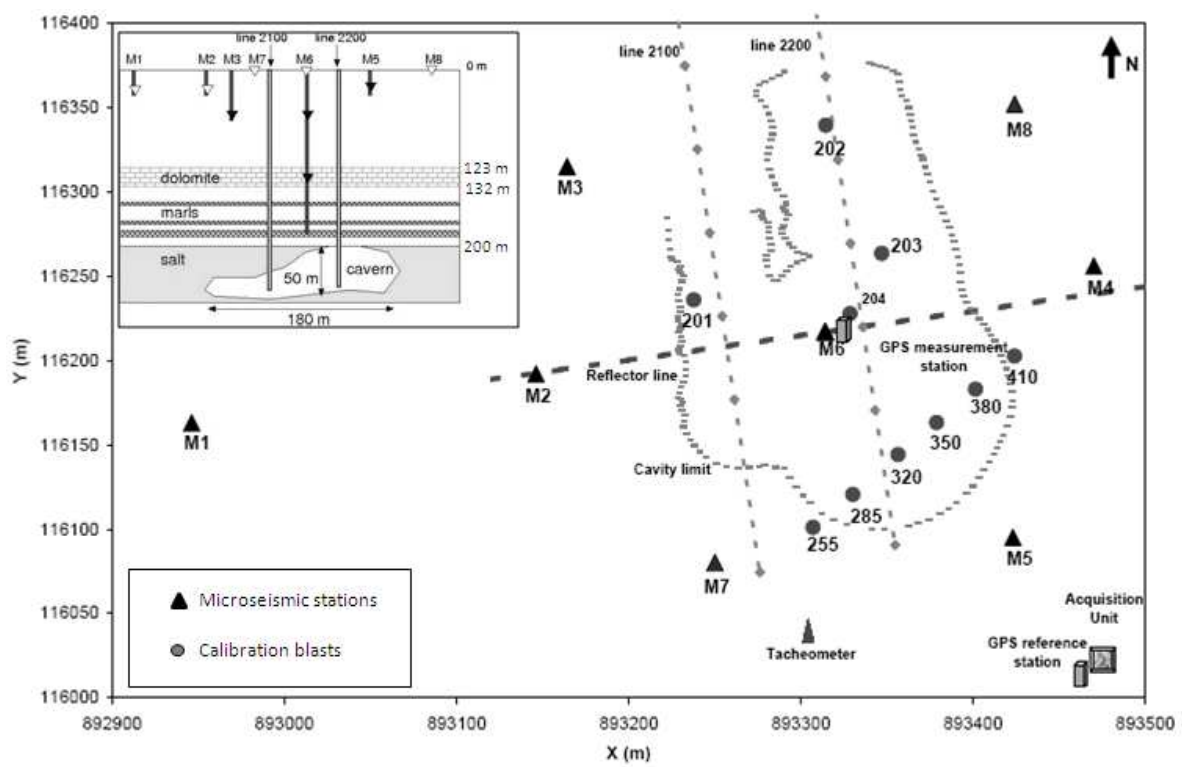 116400
116350
116300
116250
116200
116150
116100
116050
116000
Y (m)
892900
893000
893100
893200
893300
893400
893500
X (m)
line 2100
line 2200
M1
M2
M3
M7
M6
M5
M8
0 m
dolomite
123 m
132 m
marls
200 m
salt
50 m
cavern
180 m
line 2100
line 2200
N
M8
202
M3
203
M4
204
201
M6
GPS measurement
station
410
Reflector line
M2
380
M1
350
Cavity limit
320
285
255
M5
M7
Microseismic stations
Calibration blasts
Tacheometer
Acquisition
Unit
GPS reference
station